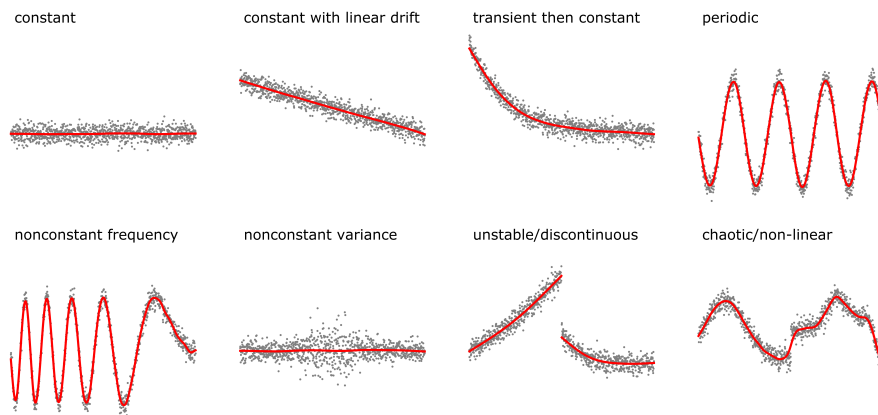 constant
constant with linear drift
transient then constant
periodic
nonconstant frequency
nonconstant variance
unstable/discontinuous
chaotic/non-linear